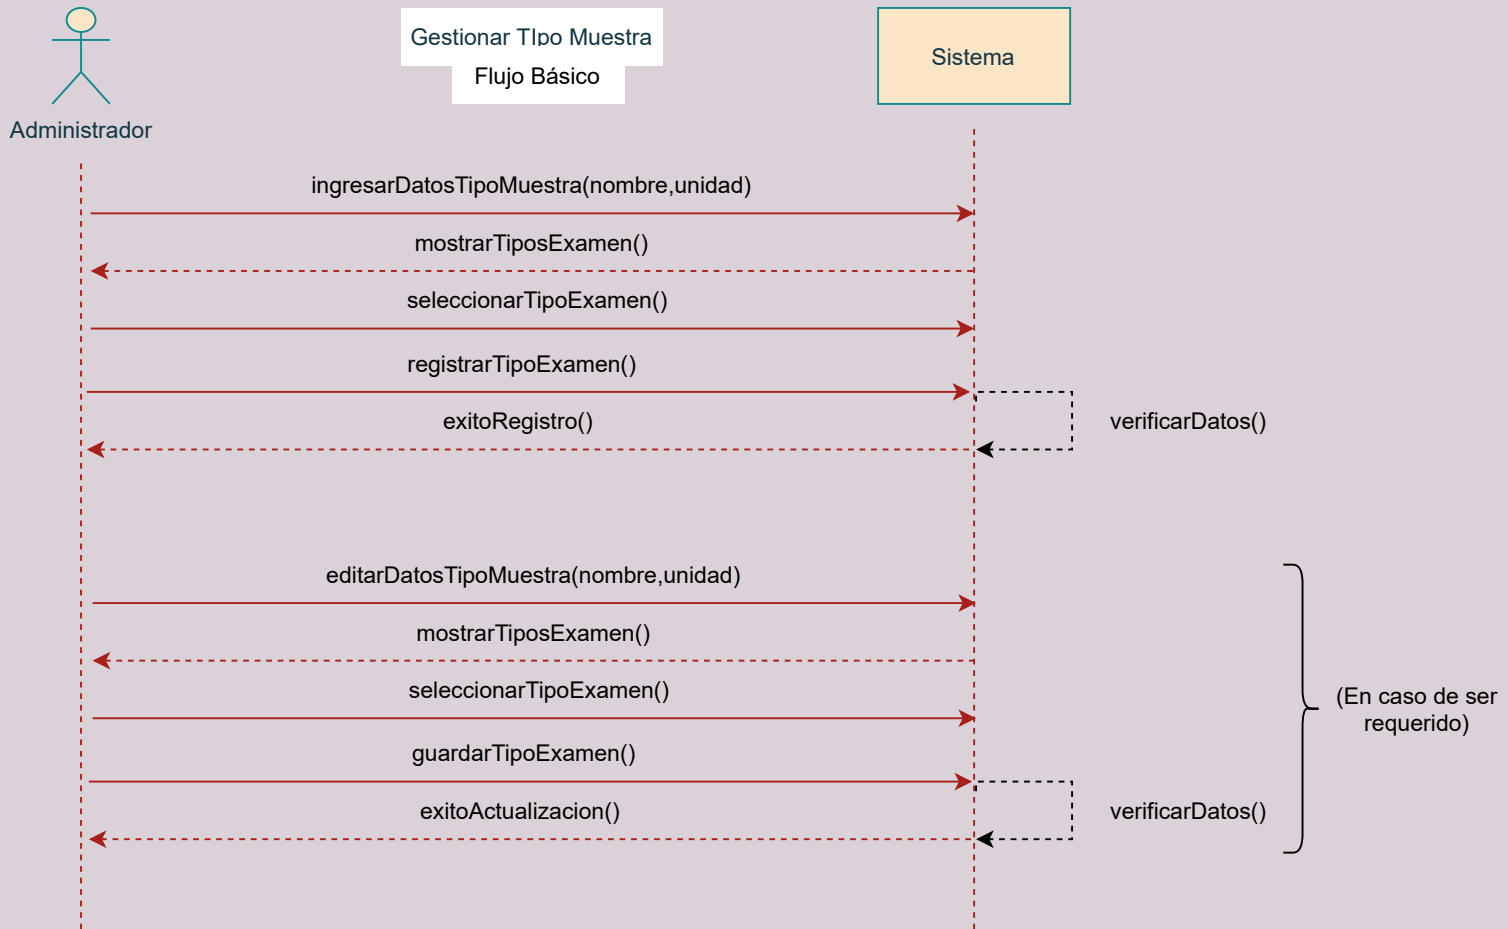 Gestionar TIpo Muestra
Flujo Básico
Sistema
Administrador
ingresarDatosTipoMuestra(nombre,unidad)
mostrarTiposExamen()
seleccionarTipoExamen()
registrarTipoExamen()
exitoRegistro()
verificarDatos()
editarDatosTipoMuestra(nombre,unidad)
mostrarTiposExamen()
seleccionarTipoExamen()
(En caso de ser
requerido)
guardarTipoExamen()
exitoActualizacion()
verificarDatos()